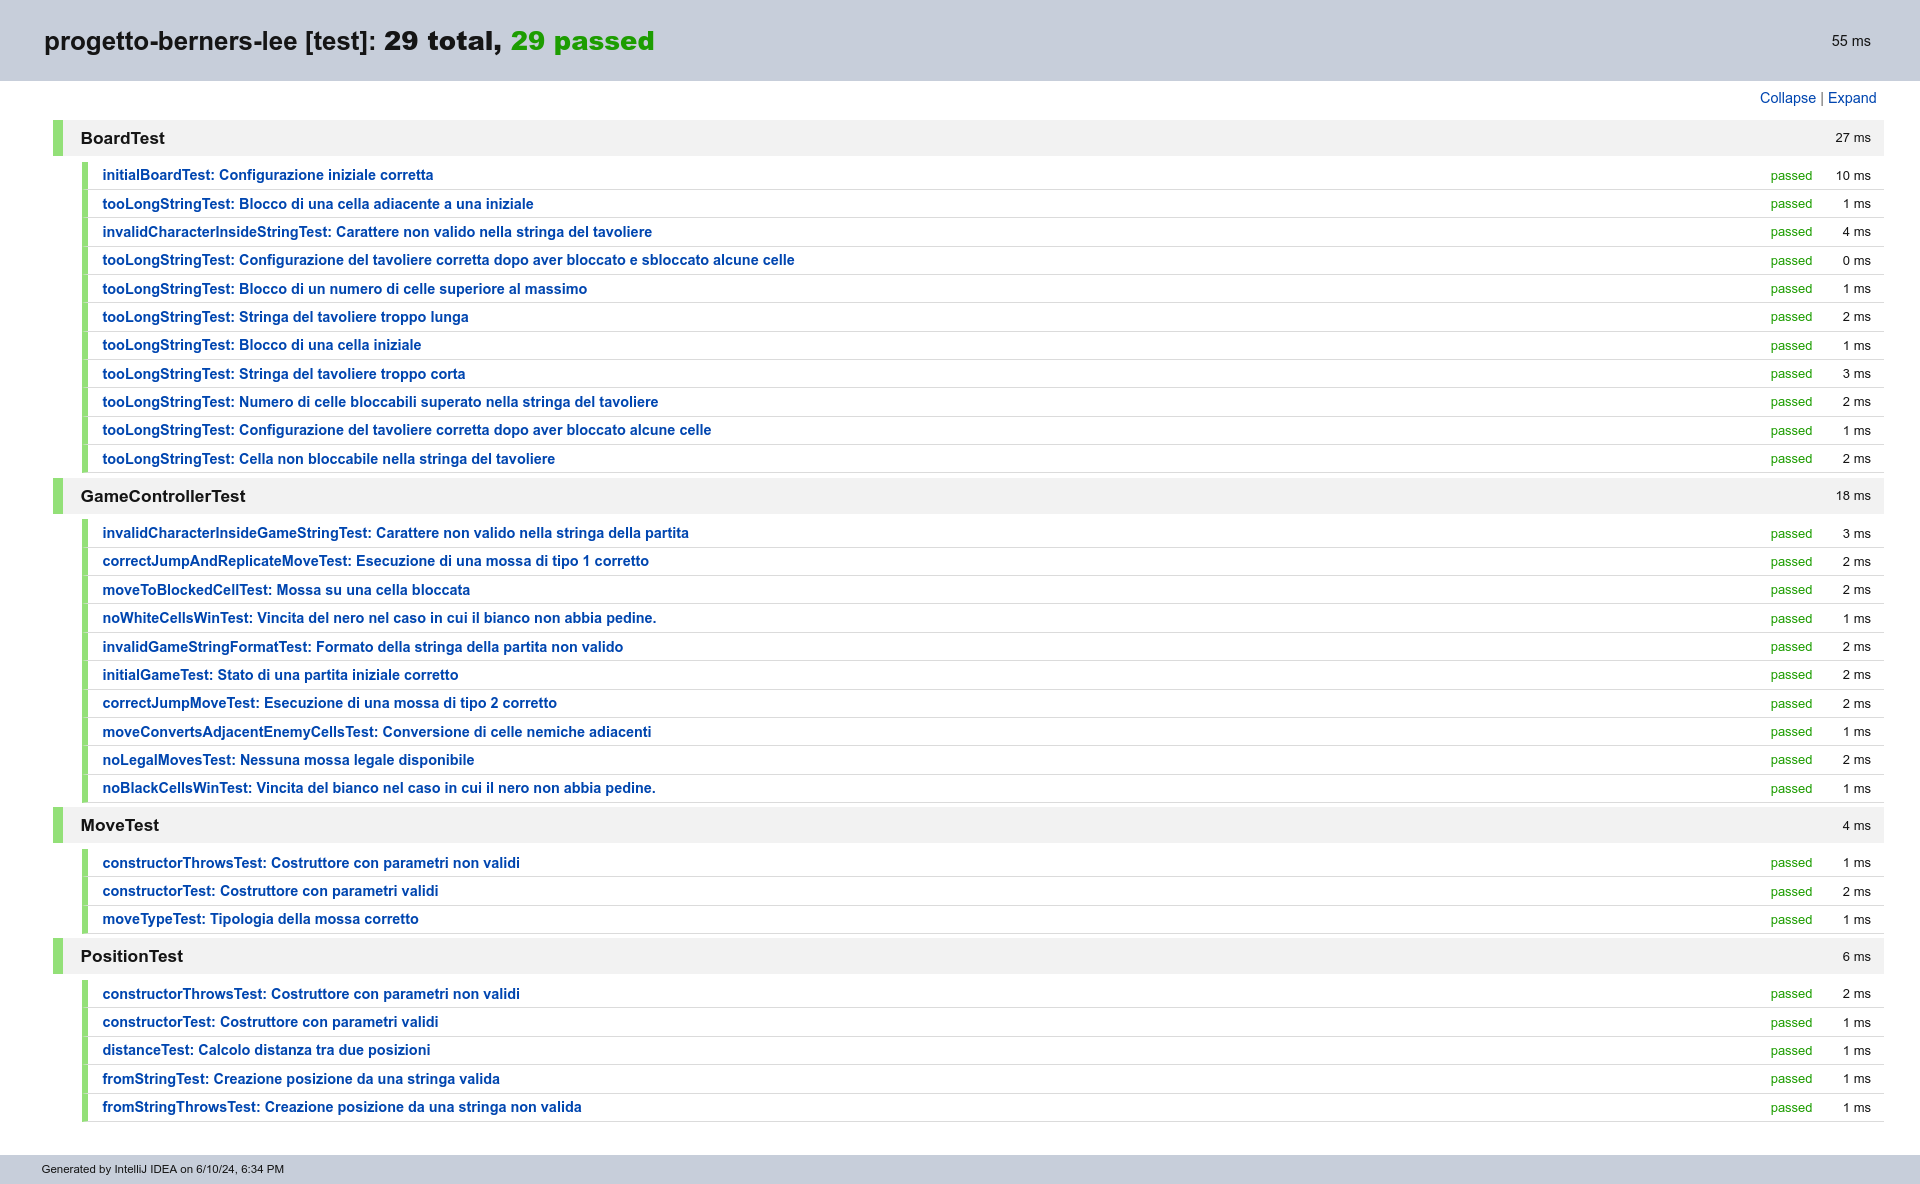 progetto-berners-lee [test]: 29 total, 29 passed 55 ms
Collapse | Expand
BoardTest 27 ms
initialBoardTest: Configurazione iniziale corretta passed 10 ms
tooLongStringTest: Blocco di una cella adiacente a una iniziale passed 1 ms
invalidCharacterInsideStringTest: Carattere non valido nella stringa del tavoliere passed 4 ms
tooLongStringTest: Configurazione del tavoliere corretta dopo aver bloccato e sbloccato alcune celle passed 0 ms
tooLongStringTest: Blocco di un numero di celle superiore al massimo passed 1 ms
tooLongStringTest: Stringa del tavoliere troppo lunga passed 2 ms
tooLongStringTest: Blocco di una cella iniziale passed 1 ms
tooLongStringTest: Stringa del tavoliere troppo corta passed 3 ms
tooLongStringTest: Numero di celle bloccabili superato nella stringa del tavoliere passed 2 ms
tooLongStringTest: Configurazione del tavoliere corretta dopo aver bloccato alcune celle passed 1 ms
tooLongStringTest: Cella non bloccabile nella stringa del tavoliere passed 2 ms
GameControllerTest 18 ms
invalidCharacterInsideGameStringTest: Carattere non valido nella stringa della partita passed 3 ms
correctJumpAndReplicateMoveTest: Esecuzione di una mossa di tipo 1 corretto passed 2 ms
moveToBlockedCellTest: Mossa su una cella bloccata passed 2 ms
noWhiteCellsWinTest: Vincita del nero nel caso in cui il bianco non abbia pedine. passed 1 ms
invalidGameStringFormatTest: Formato della stringa della partita non valido passed 2 ms
initialGameTest: Stato di una partita iniziale corretto passed 2 ms
correctJumpMoveTest: Esecuzione di una mossa di tipo 2 corretto passed 2 ms
moveConvertsAdjacentEnemyCellsTest: Conversione di celle nemiche adiacenti passed 1 ms
noLegalMovesTest: Nessuna mossa legale disponibile passed 2 ms
noBlackCellsWinTest: Vincita del bianco nel caso in cui il nero non abbia pedine. passed 1 ms
MoveTest 4 ms
constructorThrowsTest: Costruttore con parametri non validi passed 1 ms
constructorTest: Costruttore con parametri validi passed 2 ms
moveTypeTest: Tipologia della mossa corretto passed 1 ms
PositionTest 6 ms
constructorThrowsTest: Costruttore con parametri non validi passed 2 ms
constructorTest: Costruttore con parametri validi passed 1 ms
distanceTest: Calcolo distanza tra due posizioni passed 1 ms
fromStringTest: Creazione posizione da una stringa valida passed 1 ms
fromStringThrowsTest: Creazione posizione da una stringa non valida passed 1 ms
Generated by IntelliJ IDEA on 6/10/24, 6:34 PM